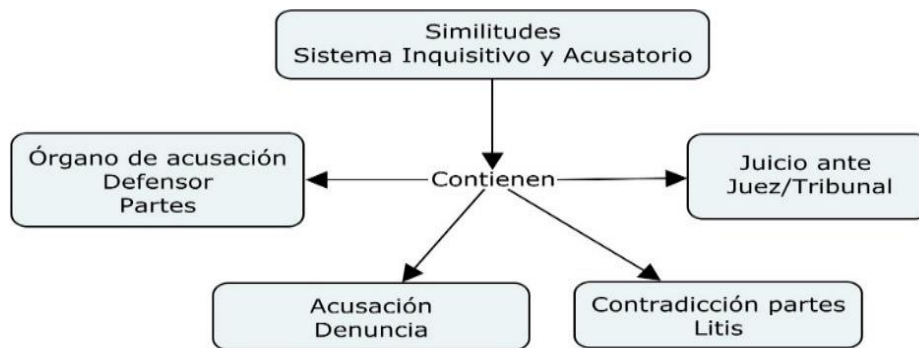 Similitudes
Sistema Inquisitivo y Acusatorio
Órgano de acusación
Defensor
Partes
Contienen
Juicio ante
Juez/Tribunal
Acusación
Denuncia
Contradicción partes
Litis